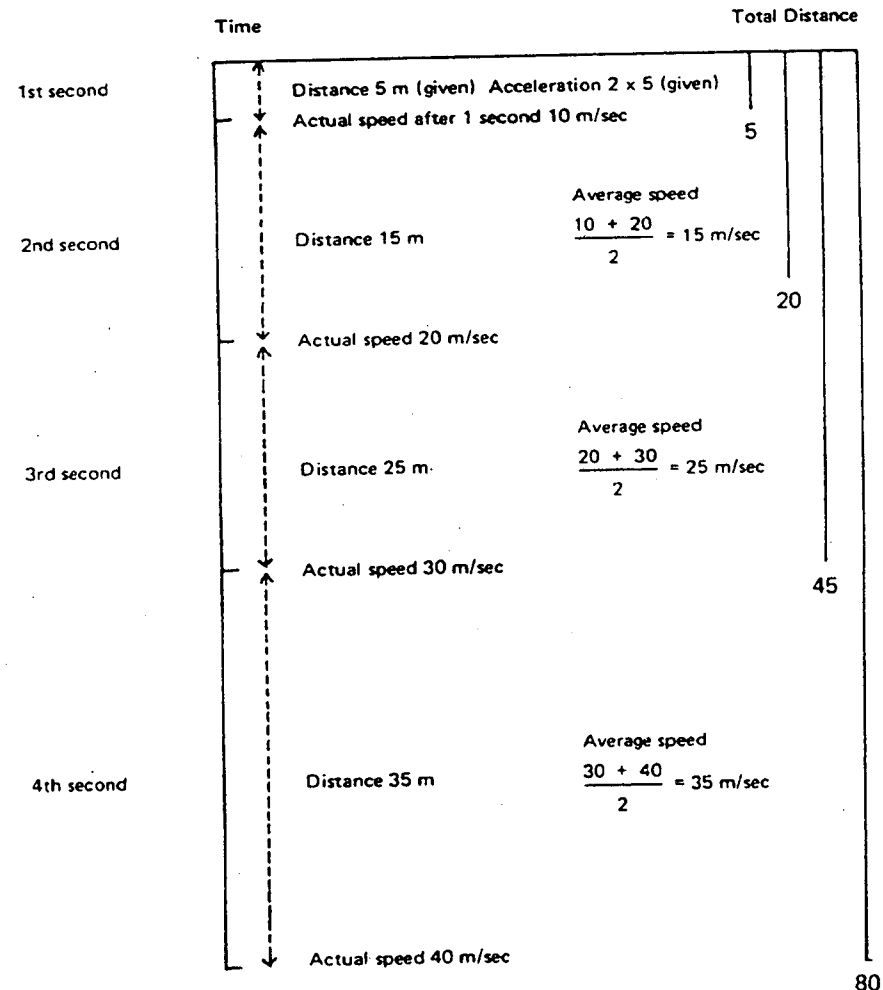 Time
Total Distance
1st second
Distance 5 m (given) Acceleration 2 x 5 (given)
Actual speed after 1 second 10 m/sec
5
Average speed
2nd second
Distance 15 m
10 + 20
= 15 m/sec
2
20
Actual speed 20 m/sec
Average speed
3rd second
Distance 25 m.
20 + 30
= 25 m/sec
2
Actual speed 30 m/sec
45
Average speed
4th second
Distance 35 m
30 + 40
= 35 m/sec
2
Actual speed 40 m/sec
80